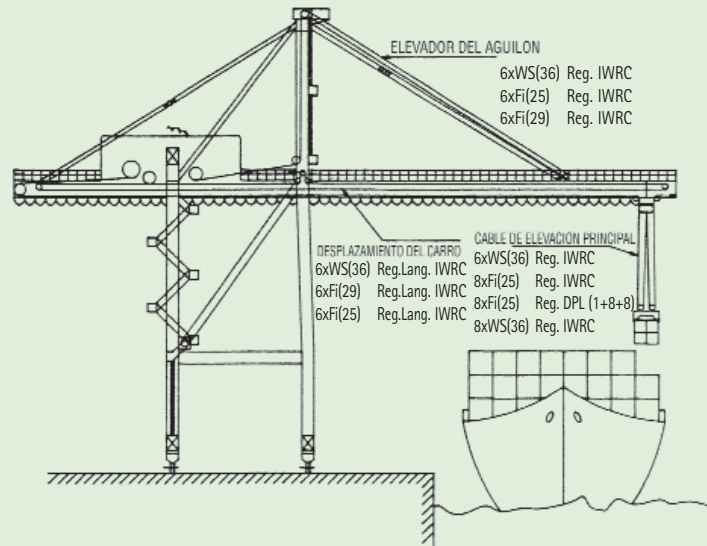 ELEVADOR DEL AGUILON
6xWS(36) Reg. IWRC
6xFi(25) Reg. IWRC
6xFi(29) Reg. IWRC
DESPLAZAMIENTO DEL CARRO
6xWS(36) Reg.Lang. IWRC
6xFi(29) Reg.Lang. IWRC
6xFi(25) Reg.Lang. IWRC
CABLE DE ELEVACION PRINCIPAL
6xWS(36) Reg. IWRC
8xFi(25) Reg. IWRC
8xFi(25) Reg. DPL (1+8+8)
8xWS(36) Reg. IWRC